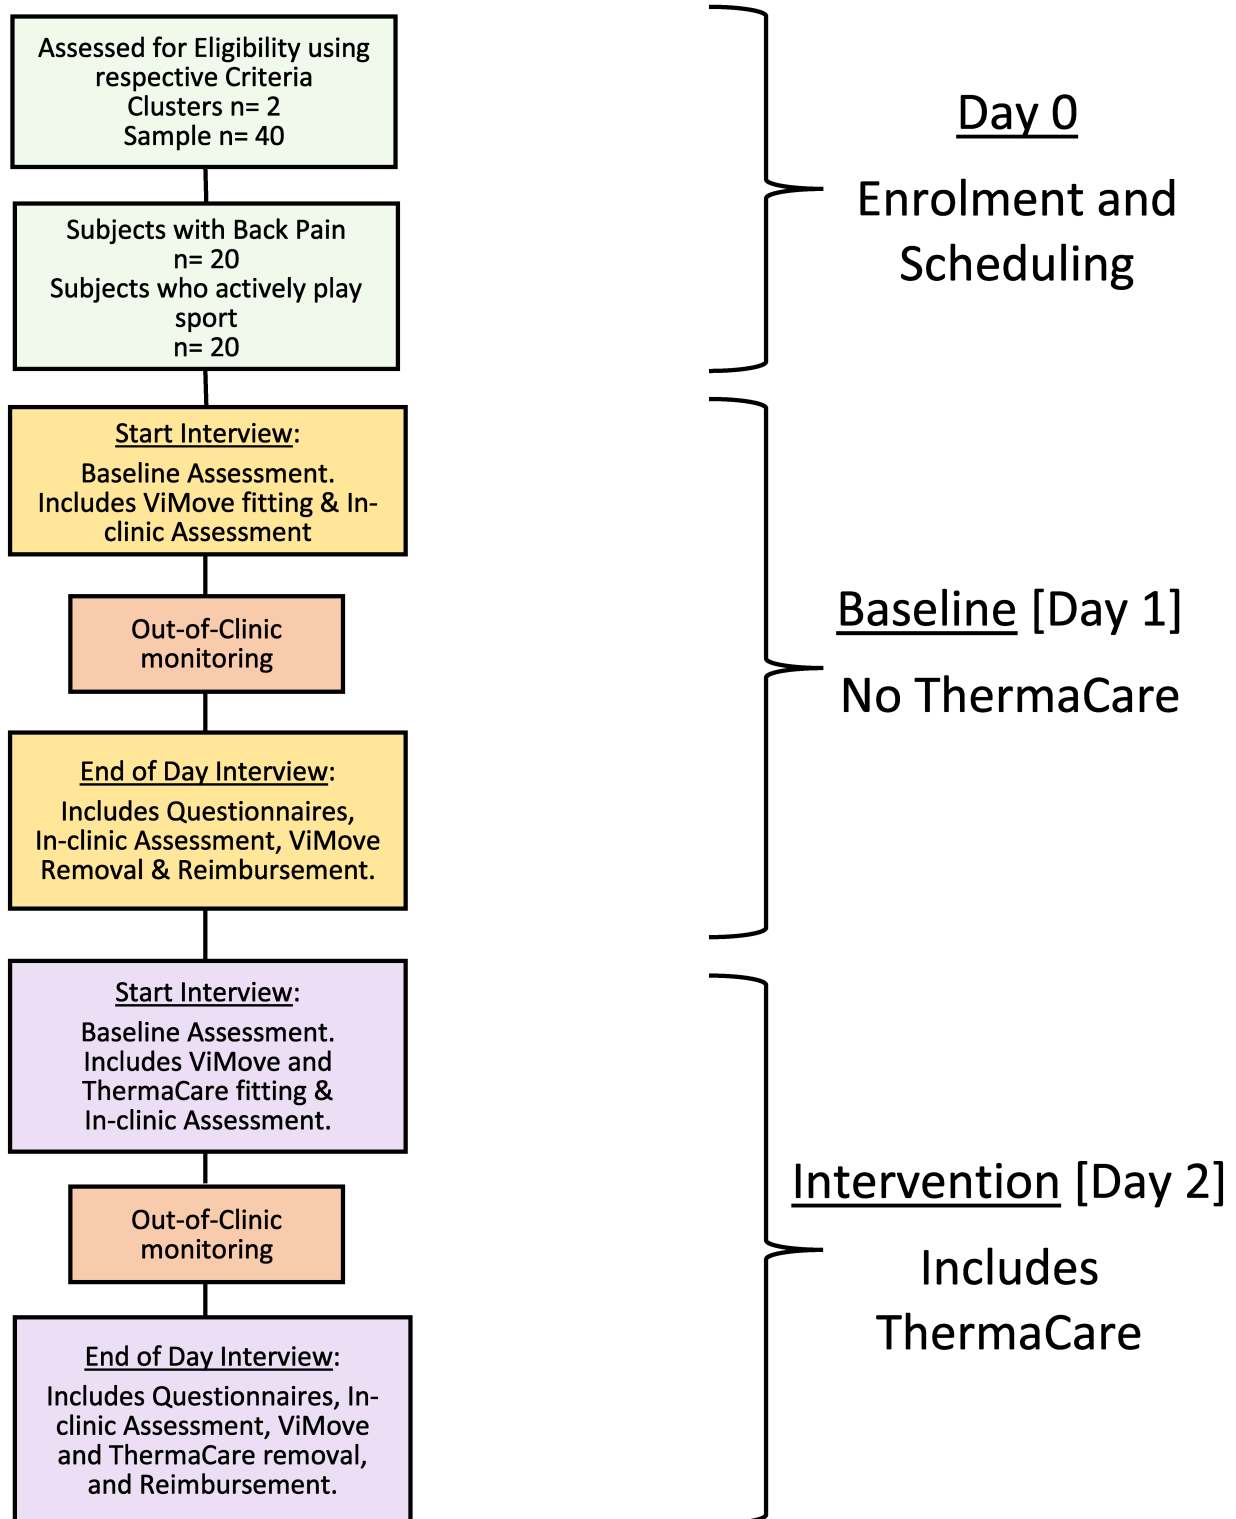 Assessed for Eligibility using
respective Criteria
Clusters n= 2
Sample n= 40
Subjects with Back Pain
n= 20
Subjects who actively play
sport
n= 20
Day 0
Enrolment and
Scheduling
Start Interview:
Baseline Assessment.
Includes ViMove fitting & In-
clinic Assessment
Out-of-Clinic
monitoring
End of Day Interview:
Includes Questionnaires,
In-clinic Assessment, ViMove
Removal & Reimbursement.
Baseline [Day 1]
No ThermaCare
Start Interview:
Baseline Assessment.
Includes ViMove and
ThermaCare fitting &
In-clinic Assessment.
Out-of-Clinic
monitoring
End of Day Interview:
Includes Questionnaires, In-
clinic Assessment, ViMove
and ThermaCare removal,
and Reimbursement.
Intervention [Day 2]
Includes
ThermaCare